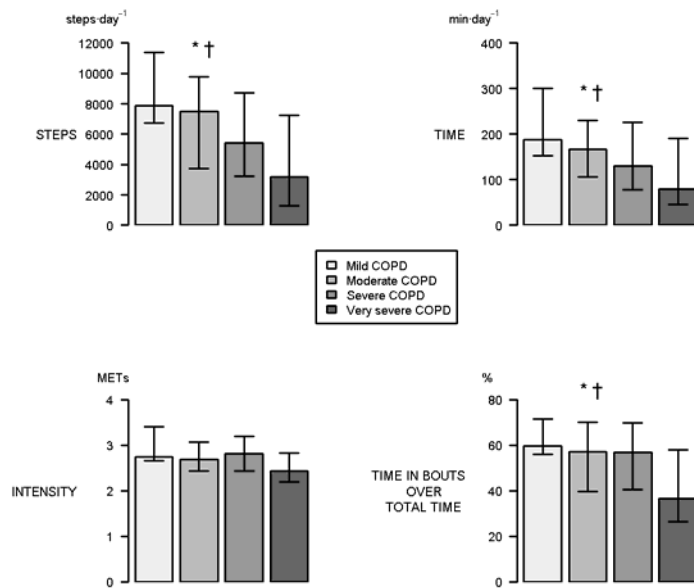 steps·day⁻¹
12000
10000
8000
6000
4000
2000
0
STEPS
* †
min·day⁻¹
400
300
200
100
0
TIME
* †
Mild COPD
Moderate COPD
Severe COPD
Very severe COPD
METs
4
3
2
1
0
INTENSITY
%
80
60
40
20
0
TIME IN BOUTS
OVER
TOTAL TIME
* †